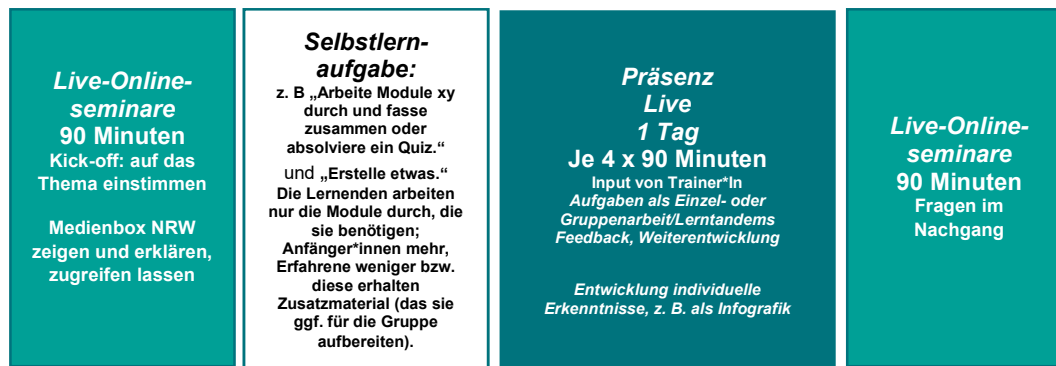 Live-Online-
seminare
90 Minuten
Kick-off: auf das
Thema einstimmen
Medienbox NRW
zeigen und erklären,
zugreifen lassen
Selbstlern-
aufgabe:
z. B „Arbeite Module xy
durch und fasse
zusammen oder
absolviere ein Quiz.“
und „Erstelle etwas.“
Die Lernenden arbeiten
nur die Module durch, die
sie benötigen;
Anfänger*innen mehr,
Erfahrene weniger bzw.
diese erhalten
Zusatzmaterial (das sie
ggf. für die Gruppe
aufbereiten).
Präsenz
Live
1 Tag
Je 4 x 90 Minuten
Input von Trainer*In
Aufgaben als Einzel- oder
Gruppenarbeit/Lerntandems
Feedback, Weiterentwicklung
Entwicklung individuelle
Erkenntnisse, z. B. als Infografik
Live-Online-
seminare
90 Minuten
Fragen im
Nachgang